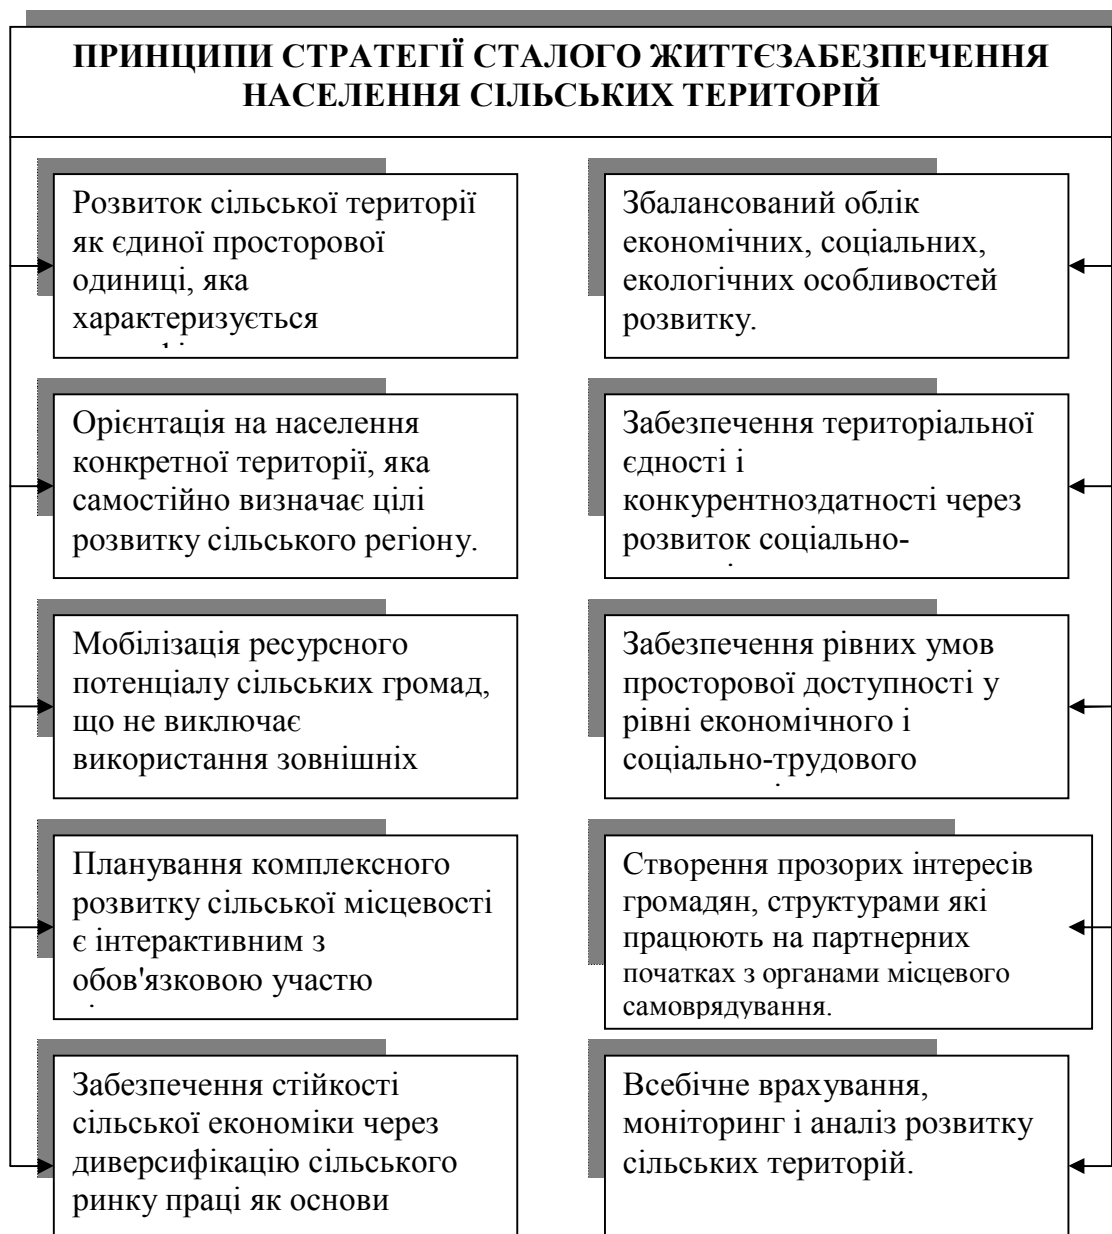 ПРИНЦИПИ СТРАТЕГІЇ СТАЛОГО ЖИТТЄЗАБЕЗПЕЧЕННЯ
НАСЕЛЕННЯ СІЛЬСЬКИХ ТЕРИТОРІЙ
Розвиток сільської території
як єдиної просторової
одиниці, яка
характеризується
Збалансований облік
економічних, соціальних,
екологічних особливостей
розвитку.
Орієнтація на населення
конкретної території, яка
самостійно визначає цілі
розвитку сільського регіону.
Забезпечення територіальної
єдності і
конкурентноздатності через
розвиток соціально-
Мобілізація ресурсного
потенціалу сільських громад,
що не виключає
використання зовнішніх
Забезпечення рівних умов
просторової доступності у
рівні економічного і
соціально-трудового
Планування комплексного
розвитку сільської місцевості
є інтерактивним з
обов'язковою участю
Створення прозорих інтересів
громадян, структурами які
працюють на партнерних
початках з органами місцевого
самоврядування.
Забезпечення стійкості
сільської економіки через
диверсифікацію сільського
ринку праці як основи
Всебічне врахування,
моніторинг і аналіз розвитку
сільських територій.